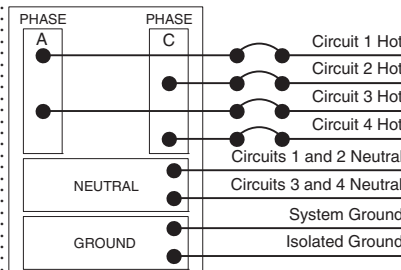 PHASE PHASE
A C
Circuit 1 Hot
Circuit 2 Hot
Circuit 3 Hot
Circuit 4 Hot
Circuits 1 and 2 Neutral
NEUTRAL
Circuits 3 and 4 Neutral
System Ground
GROUND
Isolated Ground